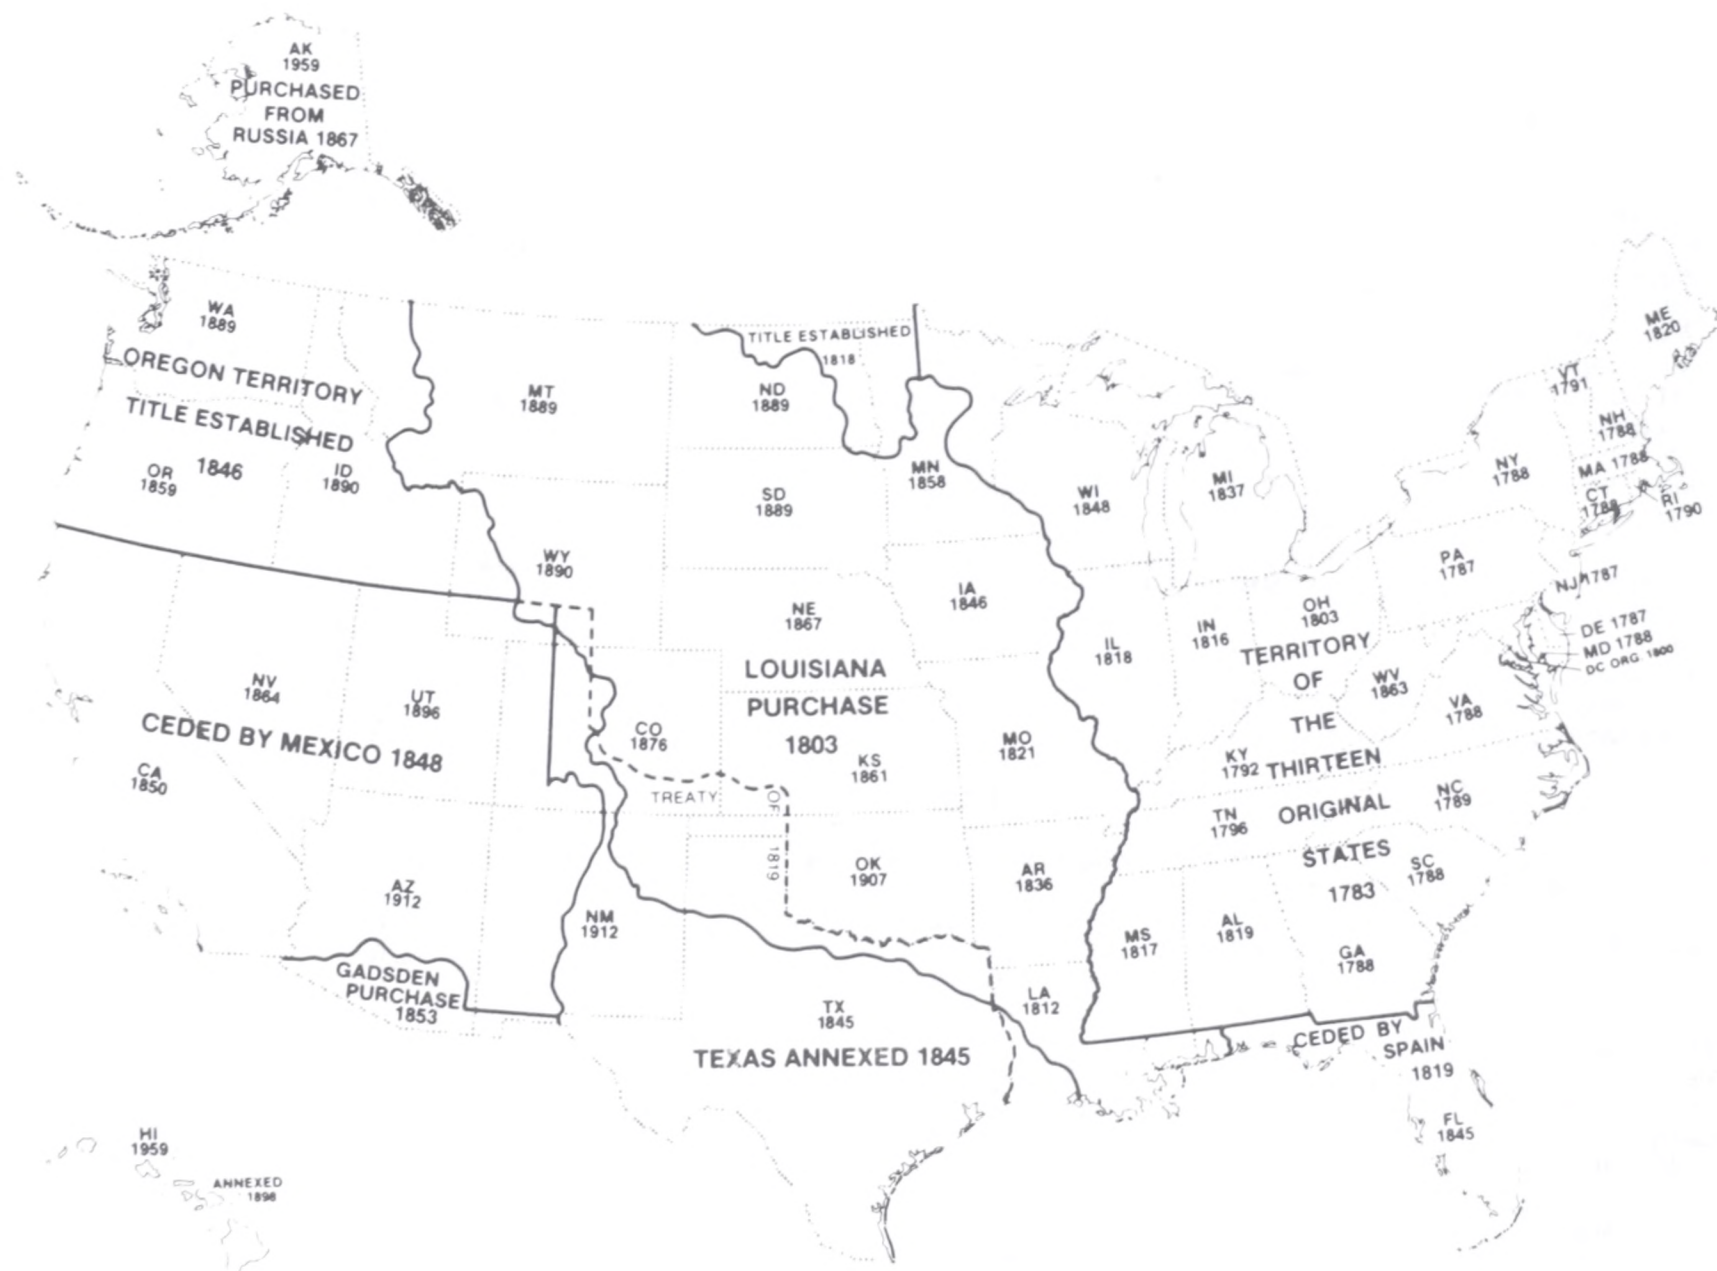 AK
1959
PURCHASED
FROM
RUSSIA 1867
WA
1889
OREGON TERRITORY
TITLE ESTABLISHED
1846
OR
1859
ID
1890
MT
1889
TITLE ESTABLISHED
1818
ND
1889
MN
1858
SD
1889
WY
1890
WI
1848
MI
1837
ME
1820
VT
1791
NH
1788
NY
1788
MA 1788
CT
1788
RI
1790
PA
1787
NJ 1787
DE 1787
MD 1788
DC ORG. 1800
NE
1867
IA
1846
IL
1818
IN
1816
OH
1803
TERRITORY
OF
THE
THIRTEEN
ORIGINAL
STATES
1783
WV
1863
VA
1788
KY
1792
TN
1796
NC
1789
SC
1788
GA
1788
AL
1819
MS
1817
LOUISIANA
PURCHASE
1803
CO
1876
KS
1861
MO
1821
NV
1864
UT
1896
CEDED BY MEXICO 1848
CA
1850
TREATY
OF
1819
OK
1907
AR
1836
AZ
1912
NM
1912
GADSDEN
PURCHASE
1853
TX
1845
TEXAS ANNEXED 1845
LA
1812
CEDED BY
SPAIN
1819
FL
1845
HI
1959
ANNEXED
1898